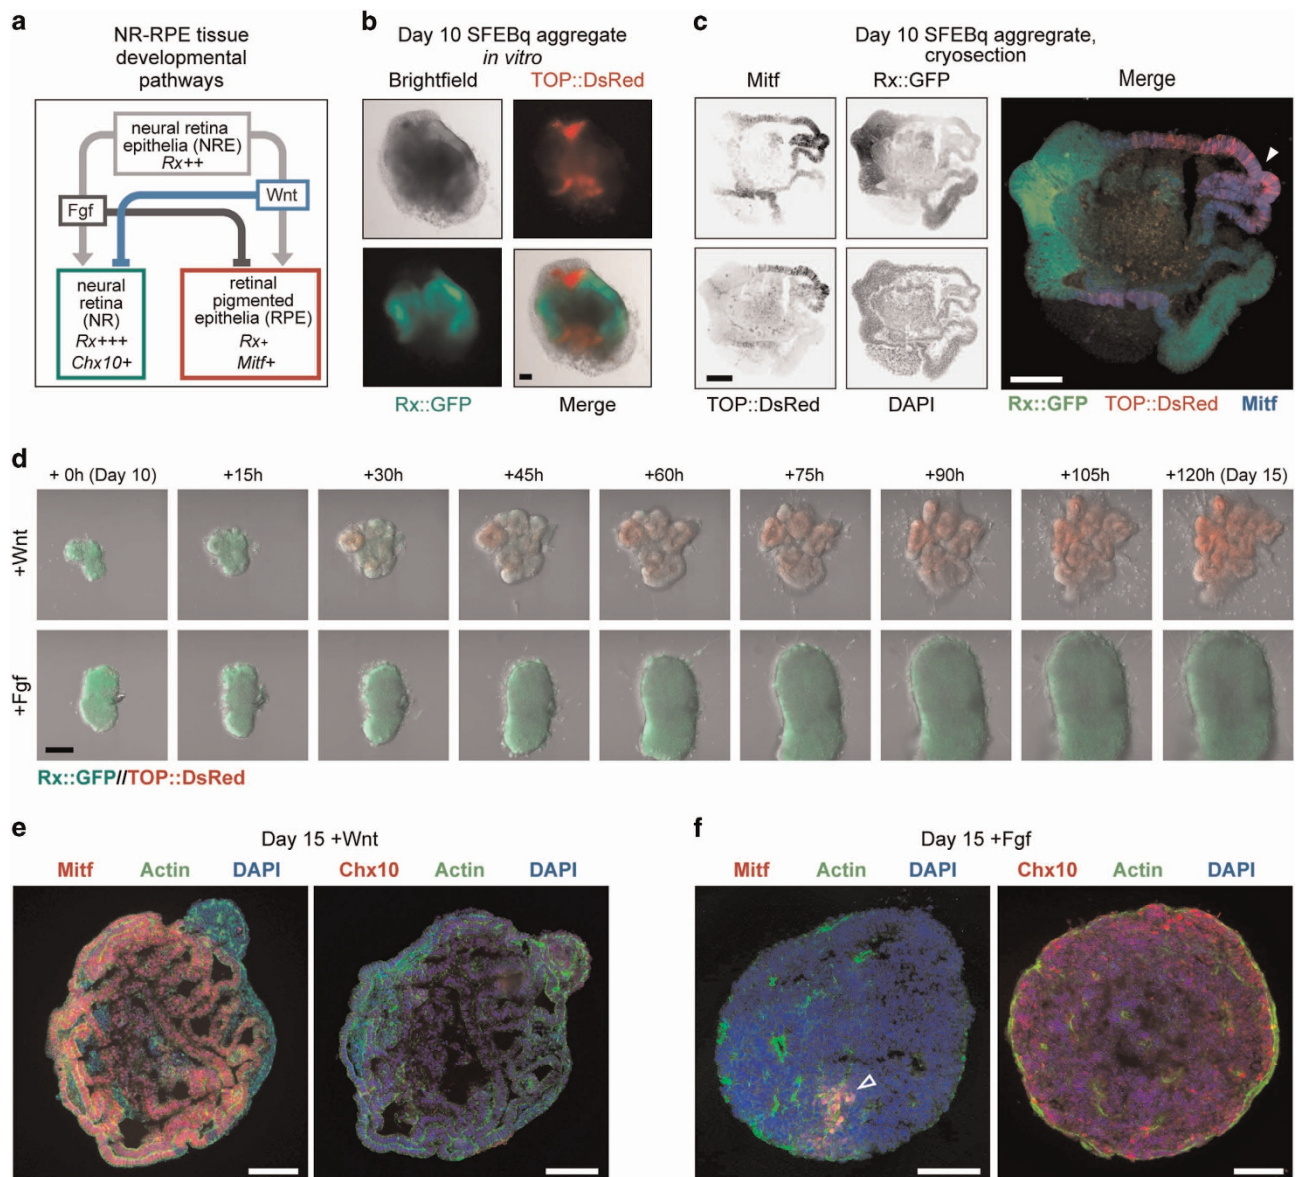 a
NR-RPE tissue
developmental
pathways
neural retina
epithelia (NRE)
Rx++
Fgf
Wnt
neural
retina
(NR)
Rx+++
Chx10+
retinal
pigmented
epithelia (RPE)
Rx+
Mitf+
b
Day 10 SFEBq aggregate
in vitro
Brightfield
TOP::DsRed
Rx::GFP
Merge
c
Day 10 SFEBq aggregrate,
cryosection
Mitf
Rx::GFP
Merge
TOP::DsRed
DAPI
Rx::GFP TOP::DsRed Mitf
d
+ 0h (Day 10)
+15h
+30h
+45h
+60h
+75h
+90h
+105h
+120h (Day 15)
+Wnt
+Fgf
Rx::GFP//TOP::DsRed
e
Day 15 +Wnt
Mitf Actin DAPI
Chx10 Actin DAPI
f
Day 15 +Fgf
Mitf Actin DAPI
Chx10 Actin DAPI